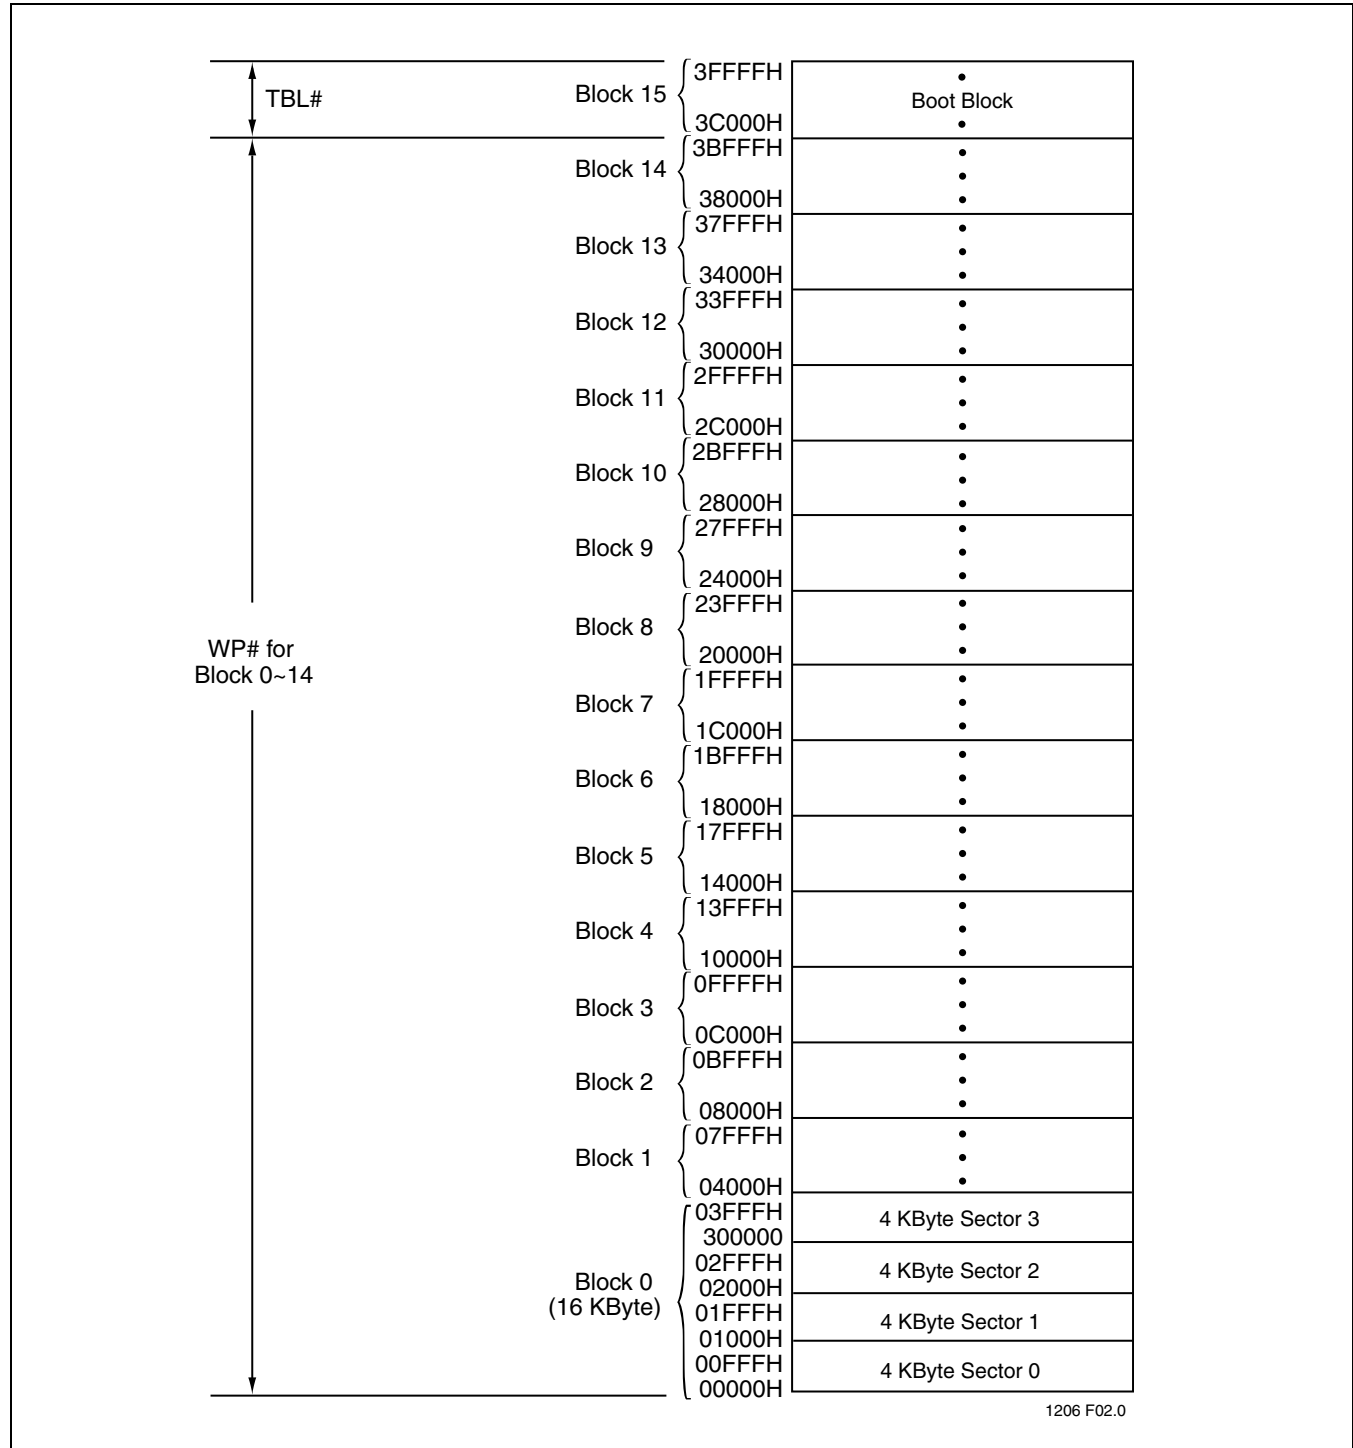 TBL#
Block 15
3FFFFH
3C000H
Boot Block
Block 14
3BFFFH
38000H
Block 13
37FFFH
34000H
Block 12
33FFFH
30000H
Block 11
2FFFFH
2C000H
Block 10
2BFFFH
28000H
Block 9
27FFFH
24000H
Block 8
23FFFH
20000H
WP# for
Block 0~14
Block 7
1FFFFH
1C000H
Block 6
1BFFFH
18000H
Block 5
17FFFH
14000H
Block 4
13FFFH
10000H
Block 3
0FFFFH
0C000H
Block 2
0BFFFH
08000H
Block 1
07FFFH
04000H
Block 0
(16 KByte)
03FFFH
300000
4 KByte Sector 3
02FFFH
02000H
4 KByte Sector 2
01FFFH
01000H
4 KByte Sector 1
00FFFH
00000H
4 KByte Sector 0
1206 F02.0